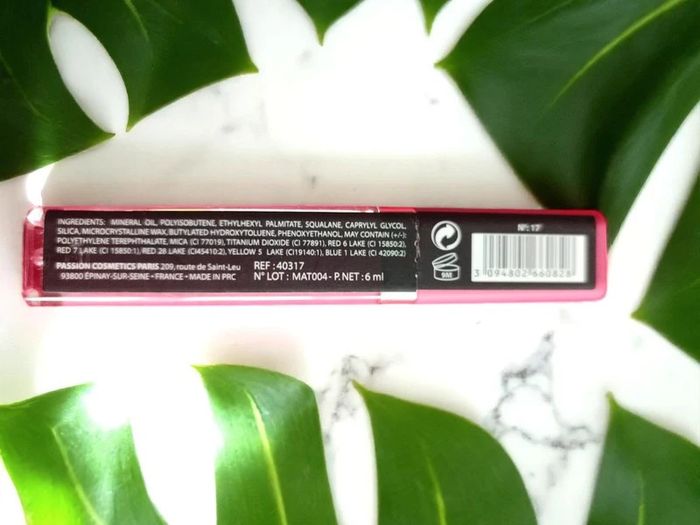 INGREDIENTS: MINERAL OIL, POLYISOBUTENE, ETHYLHEXYL PALMITATE, SQUALANE, CAPRYLYL GLYCOL,
SILICA, MICROCRYSTALLINE WAX, BUTYLATED HYDROXYTOLUENE, PHENOXYETHANOL, MAY CONTAIN (+/-):
POLYETHYLENE TEREPHTHALATE, MICA (CI 77019), TITANIUM DIOXIDE (CI 77891), RED 6 LAKE (CI 15850:2),
RED 7 LAKE (CI 15850:1), RED 28 LAKE (CI45410:2), YELLOW 5 LAKE (CI19140:1), BLUE 1 LAKE (CI 42090:2)
PASSION COSMETICS PARIS 209, route de Saint-Leu
93800 ÉPINAY-SUR-SEINE • FRANCE • MADE IN PRC
REF : 40317
N° LOT : MAT004 - P. NET : 6 ml
9M
N°: 17
3 094802 660828